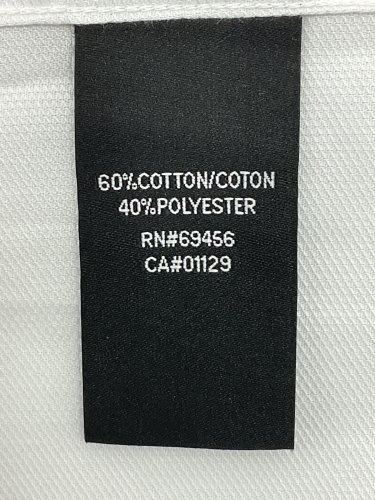 60%COTTON/COTON
40%POLYESTER
RN#69456
CA#01129